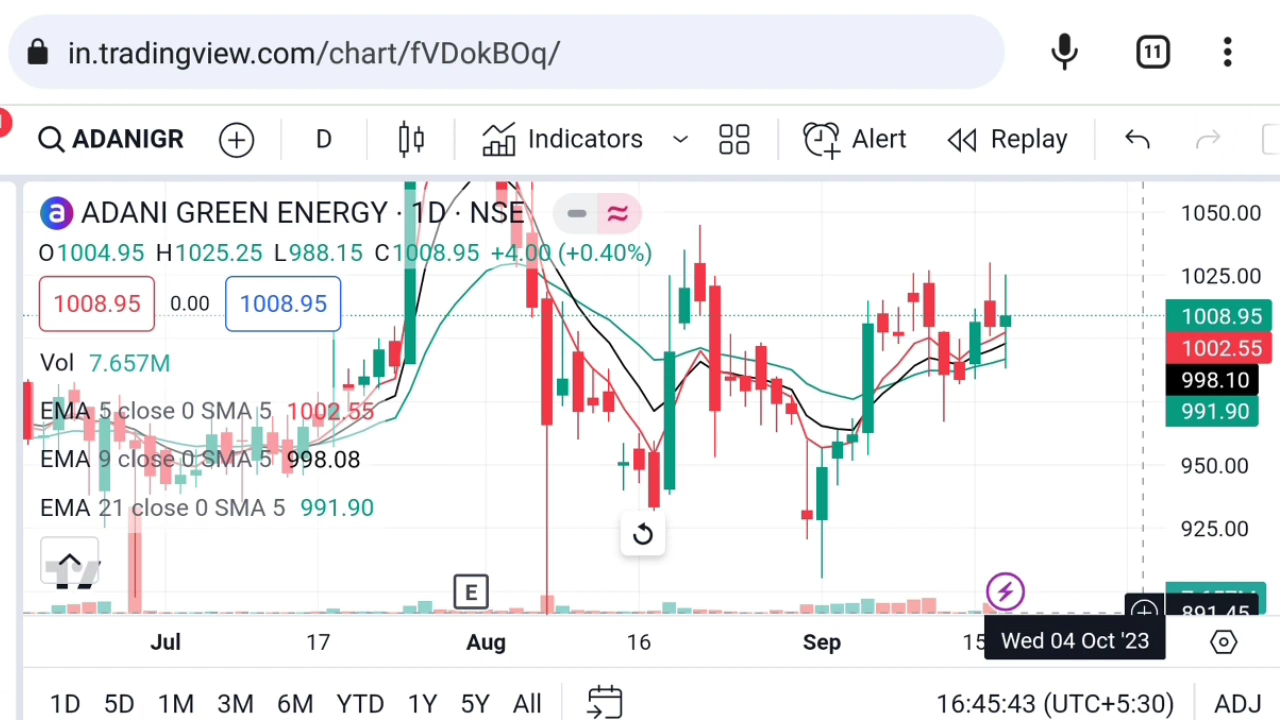 in.tradingview.com/chart/fVDokBOq/ 11
ADANIGR D Indicators Alert Replay
a ADANI GREEN ENERGY · 1D · NSE
O1004.95 H1025.25 L988.15 C1008.95 +4.00 (+0.40%)
1008.95 0.00 1008.95
Vol 7.657M
EMA 5 close 0 SMA 5 1002.55
EMA 9 close 0 SMA 5 998.08
EMA 21 close 0 SMA 5 991.90
1050.00
1025.00
1008.95
1002.55
998.10
991.90
950.00
925.00
7.657M
891.45
E
Jul 17 Aug 16 Sep 15 Wed 04 Oct '23
1D 5D 1M 3M 6M YTD 1Y 5Y All 16:45:43 (UTC+5:30) ADJ